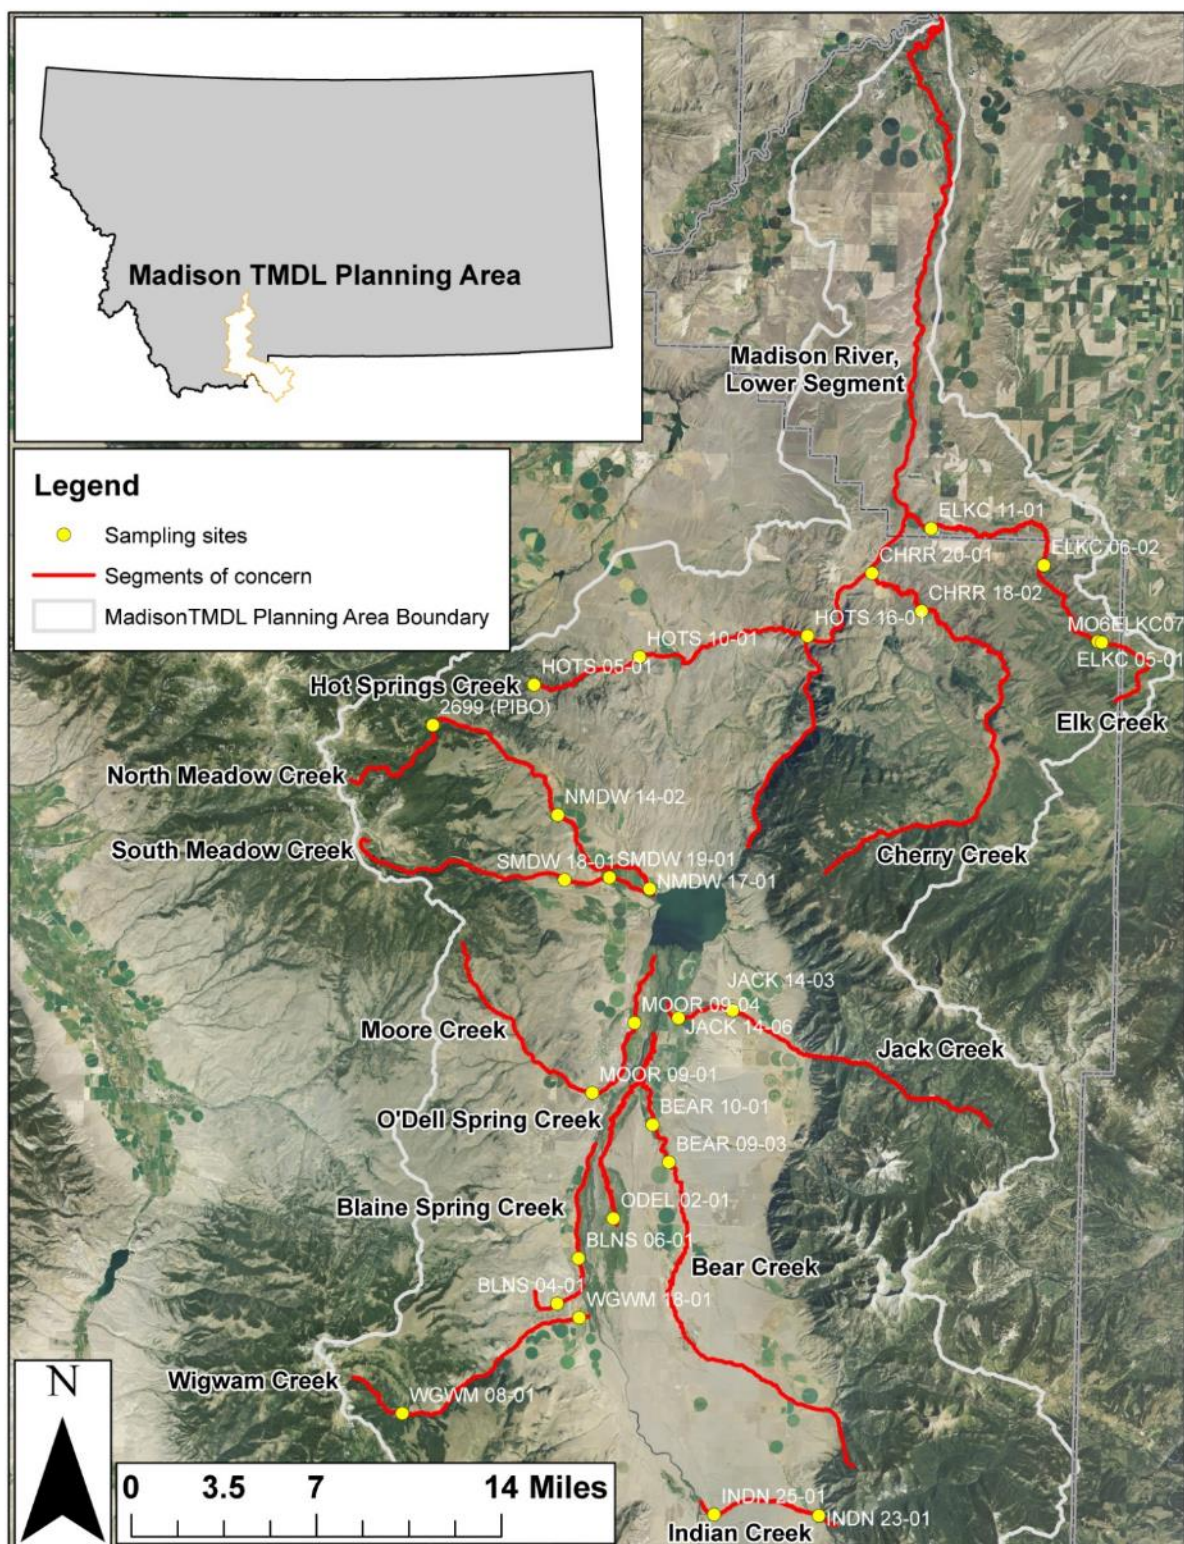 Madison TMDL Planning Area
Legend
Sampling sites
Segments of concern
MadisonTMDL Planning Area Boundary
Madison River,
Lower Segment
ELKC 11-01
ELKC 06-02
CHRR 20-01
CHRR 18-02
HOTS 16-01
MO6ELKC07
HOTS 10-01
ELKC 05-01
HOTS 05-01
Hot Springs Creek
2699 (PIBO)
Elk Creek
North Meadow Creek
NMDW 14-02
South Meadow Creek
SMDW 18-01
SMDW 19-01
Cherry Creek
NMDW 17-01
JACK 14-03
MOOR 09-04
JACK 14-06
Moore Creek
Jack Creek
MOOR 09-01
O'Dell Spring Creek
BEAR 10-01
BEAR 09-03
Blaine Spring Creek
ODEL 02-01
BLNS 06-01
Bear Creek
BLNS 04-01
WGWM 18-01
Wigwam Creek
WGWM 08-01
N
0 3.5 7 14 Miles
INDN 25-01
INDN 23-01
Indian Creek